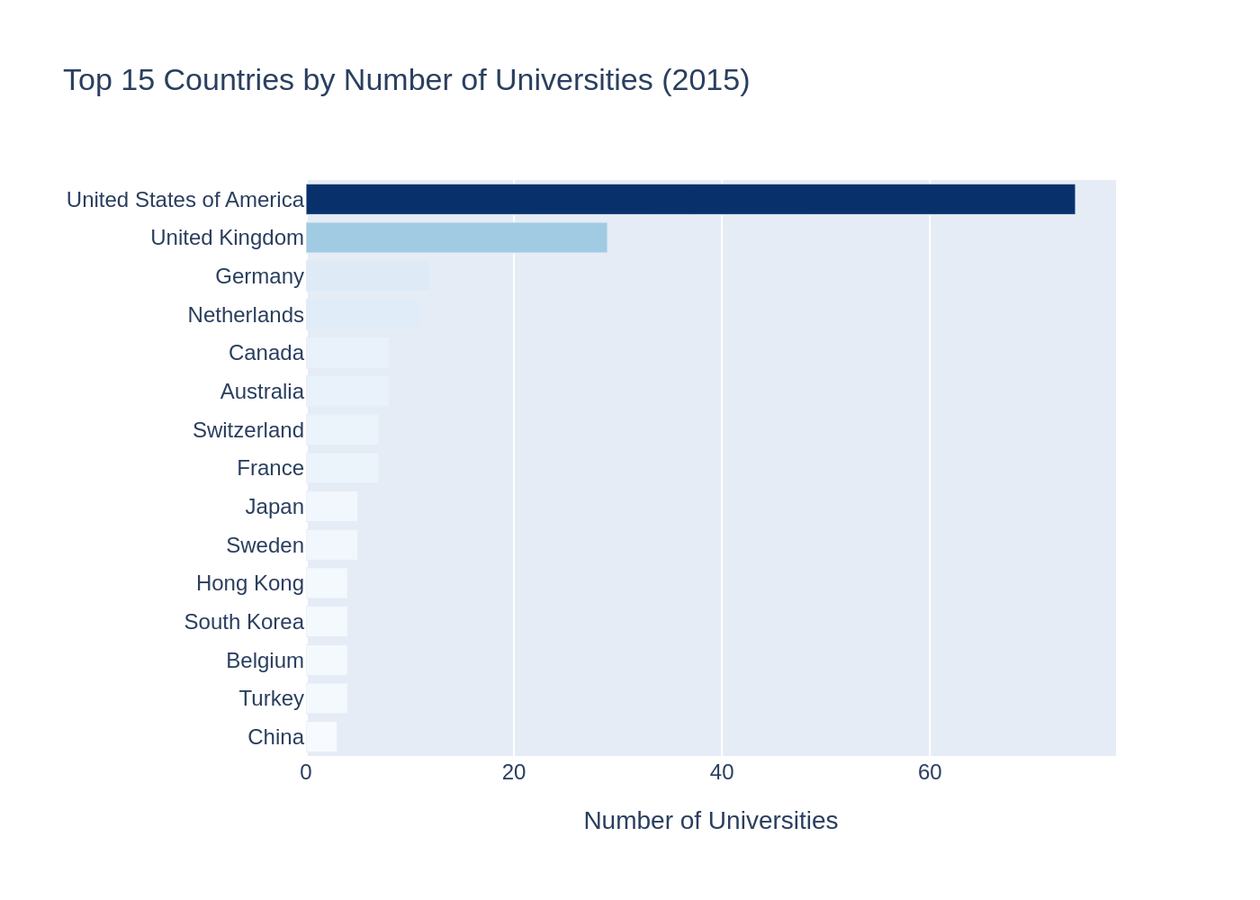 Top 15 Countries by Number of Universities (2015)
United States of America
United Kingdom
Germany
Netherlands
Canada
Australia
Switzerland
France
Japan
Sweden
Hong Kong
South Korea
Belgium
Turkey
China
0 20 40 60
Number of Universities